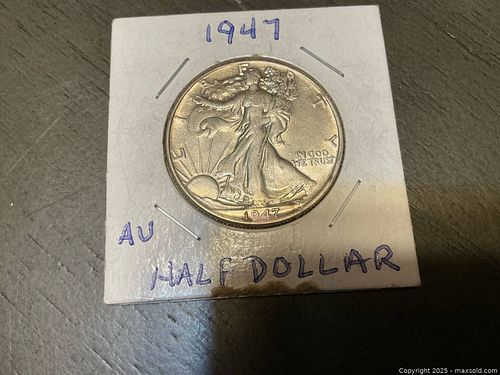 1947
LIBERTY
IN GOD
WE TRUST
1947
AU
HALF DOLLAR
Copyright 2025 - maxsold.com